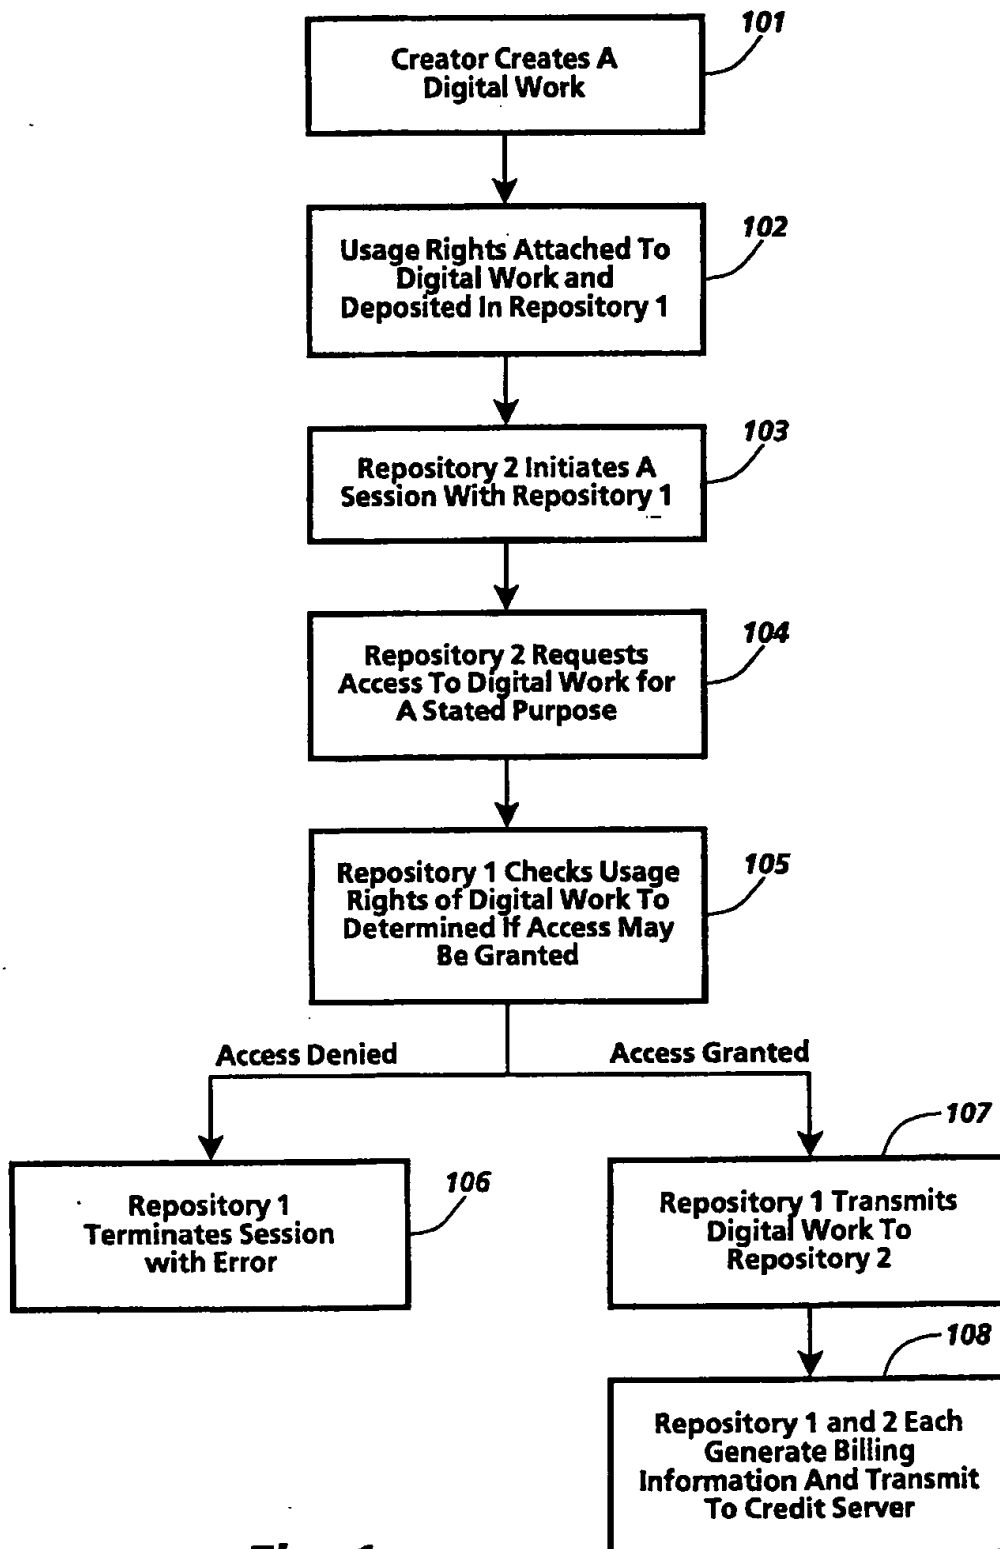 101
Creator Creates A
Digital Work
102
Usage Rights Attached To
Digital Work and
Deposited In Repository 1
103
Repository 2 Initiates A
Session With Repository 1
104
Repository 2 Requests
Access To Digital Work for
A Stated Purpose
105
Repository 1 Checks Usage
Rights of Digital Work To
Determined If Access May
Be Granted
Access Denied
Access Granted
106
Repository 1
Terminates Session
with Error
107
Repository 1 Transmits
Digital Work To
Repository 2
108
Repository 1 and 2 Each
Generate Billing
Information And Transmit
To Credit Server